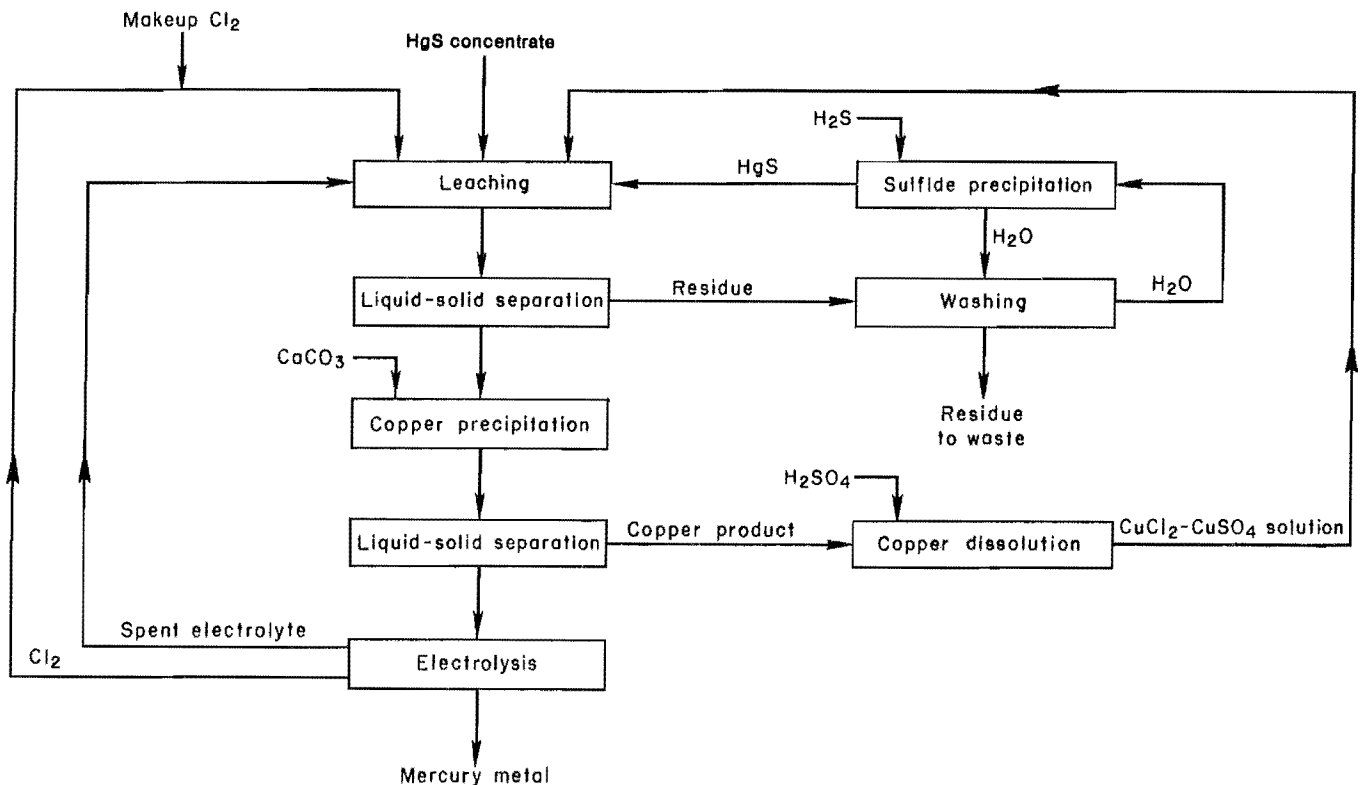 Makeup Cl₂
HgS concentrate
H₂S
Leaching
HgS
Sulfide precipitation
H₂O
Liquid-solid separation
Residue
Washing
H₂O
CaCO₃
Copper precipitation
Residue
to waste
H₂SO₄
Liquid-solid separation
Copper product
Copper dissolution
CuCl₂-CuSO₄ solution
Spent electrolyte
Cl₂
Electrolysis
Mercury metal